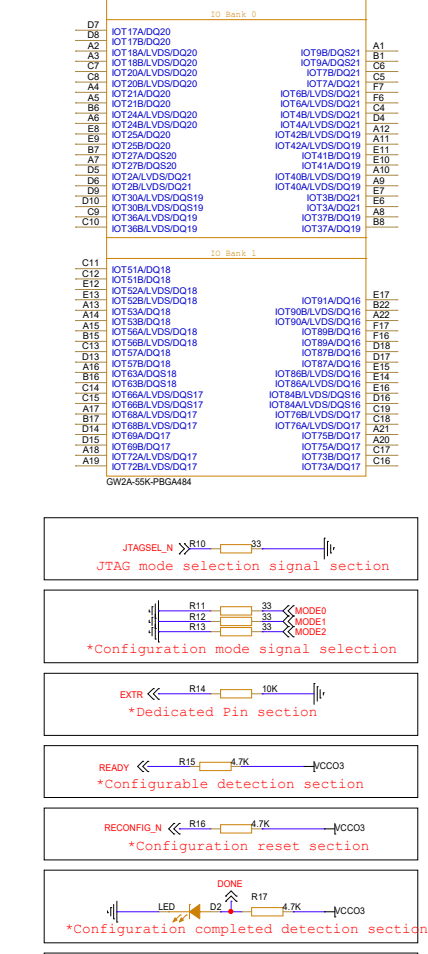 IO Bank 0
D7 IOT17A/DQ20
D8 IOT17B/DQ20
A2 IOT18A/LVDS/DQ20 IOT9B/DQS21 A1
A3 IOT18B/LVDS/DQ20 IOT9A/DQS21 B1
C7 IOT20A/LVDS/DQ20 IOT7B/DQ21 C6
C8 IOT20B/LVDS/DQ20 IOT7A/DQ21 C5
A4 IOT21A/DQ20 IOT6B/LVDS/DQ21 F7
A5 IOT21B/DQ20 IOT6A/LVDS/DQ21 F6
B6 IOT24A/LVDS/DQ20 IOT4B/LVDS/DQ21 C4
A6 IOT24B/LVDS/DQ20 IOT4A/LVDS/DQ21 D4
E8 IOT25A/DQ20 IOT42B/LVDS/DQ19 A12
E9 IOT25B/DQ20 IOT42A/LVDS/DQ19 A11
B7 IOT27A/DQS20 IOT41B/DQ19 E11
A7 IOT27B/DQS20 IOT41A/DQ19 E10
D5 IOT2A/LVDS/DQ21 IOT40B/LVDS/DQ19 A10
D6 IOT2B/LVDS/DQ21 IOT40A/LVDS/DQ19 A9
D9 IOT30A/LVDS/DQS19 IOT3B/DQ21 E7
D10 IOT30B/LVDS/DQS19 IOT3A/DQ21 E6
C9 IOT36A/LVDS/DQ19 IOT37B/DQ19 A8
C10 IOT36B/LVDS/DQ19 IOT37A/DQ19 B8
IO Bank 1
C11 IOT51A/DQ18
C12 IOT51B/DQ18
E12 IOT52A/LVDS/DQ18
E13 IOT52B/LVDS/DQ18 IOT91A/DQ16 E17
A13 IOT53A/DQ18 IOT90B/LVDS/DQ16 B22
A14 IOT53B/DQ18 IOT90A/LVDS/DQ16 A22
A15 IOT56A/LVDS/DQ18 IOT89B/DQ16 F17
B15 IOT56B/LVDS/DQ18 IOT89A/DQ16 F16
C13 IOT57A/DQ18 IOT87B/DQ16 D18
D13 IOT57B/DQ18 IOT87A/DQ16 D17
A16 IOT63A/DQS18 IOT86B/LVDS/DQ16 E15
B16 IOT63B/DQS18 IOT86A/LVDS/DQ16 E14
C14 IOT66A/LVDS/DQS17 IOT84B/LVDS/DQS16 E16
C15 IOT66B/LVDS/DQS17 IOT84A/LVDS/DQS16 D16
A17 IOT68A/LVDS/DQ17 IOT76B/LVDS/DQ17 C19
B17 IOT68B/LVDS/DQ17 IOT76A/LVDS/DQ17 C18
D14 IOT69A/DQ17 IOT75B/DQ17 A21
D15 IOT69B/DQ17 IOT75A/DQ17 A20
A18 IOT72A/LVDS/DQ17 IOT73B/DQ17 C17
A19 IOT72B/LVDS/DQ17 IOT73A/DQ17 C16
GW2A-55K-PBGA484
JTAGSEL_N R10 33
JTAG mode selection signal section
R11 33 MODE0
R12 33 MODE1
R13 33 MODE2
*Configuration mode signal selection
EXTR R14 10K
*Dedicated Pin section
READY R15 4.7K VCCO3
*Configurable detection section
RECONFIG_N R16 4.7K VCCO3
*Configuration reset section
DONE
LED D2 R17 4.7K VCCO3
*Configuration completed detection section